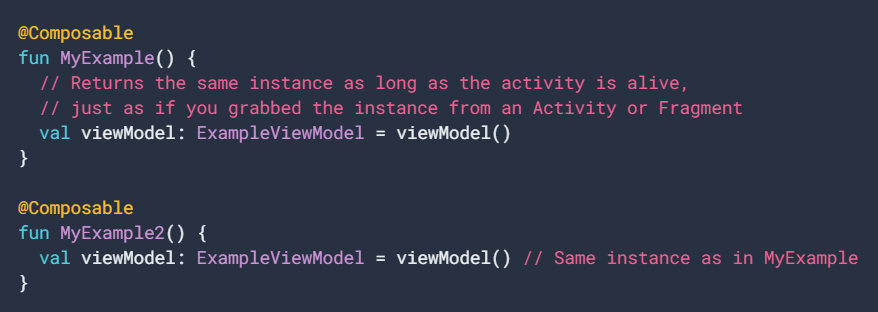 @Composable
fun MyExample() {
  // Returns the same instance as long as the activity is alive,
  // just as if you grabbed the instance from an Activity or Fragment
  val viewModel: ExampleViewModel = viewModel()
}

@Composable
fun MyExample2() {
  val viewModel: ExampleViewModel = viewModel() // Same instance as in MyExample
}